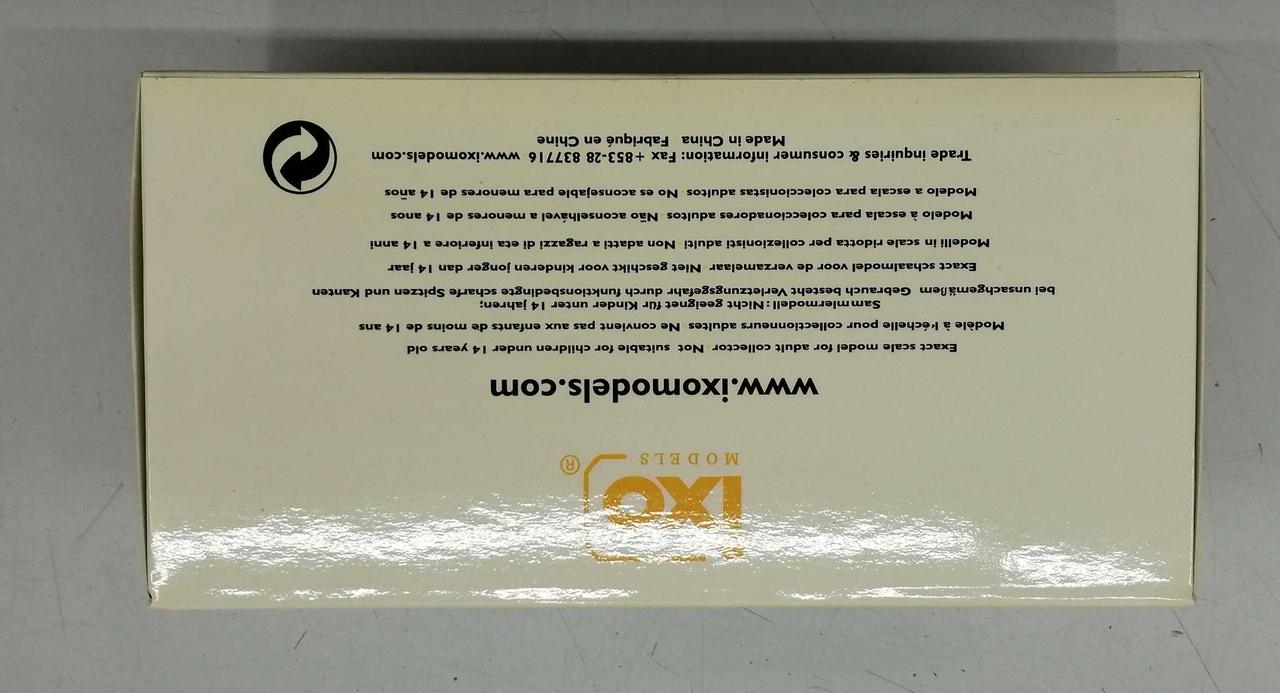 ixo
MODELS ®
www.ixomodels.com
Exact scale model for adult collector Not suitable for children under 14 years old
Modèle à l'échelle pour collectionneurs adultes Ne convient pas aux enfants de moins de 14 ans
Sammlermodell: Nicht geeignet für Kinder unter 14 jahren;
bei unsachgemäßem Gebrauch besteht Verletzungsgefahr durch funktionsbedingte scharfe Spitzen und Kanten
Exact schaalmodel voor de verzamelaar Niet geschikt voor kinderen jonger dan 14 jaar
Modelli in scale ridotta per collezionisti adulti Non adatti a ragazzi di eta inferiore a 14 anni
Modelo à escala para coleccionadores adultos Não aconselhável a menores de 14 anos
Modelo a escala para coleccionistas adultos No es aconsejable para menores de 14 años
Trade inquiries & consumer information: Fax +853-28 837716 www.ixomodels.com
Made in China Fabriqué en Chine